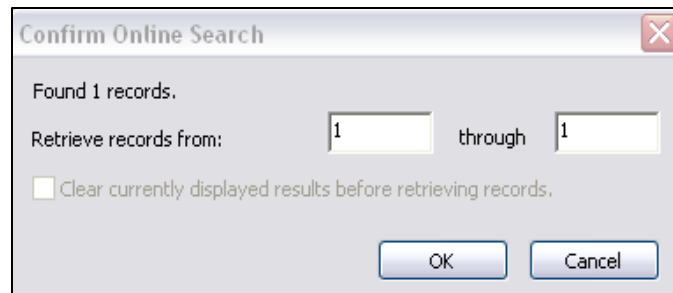 Confirm Online Search
Found 1 records.
Retrieve records from: 1 through 1
Clear currently displayed results before retrieving records.
OK Cancel